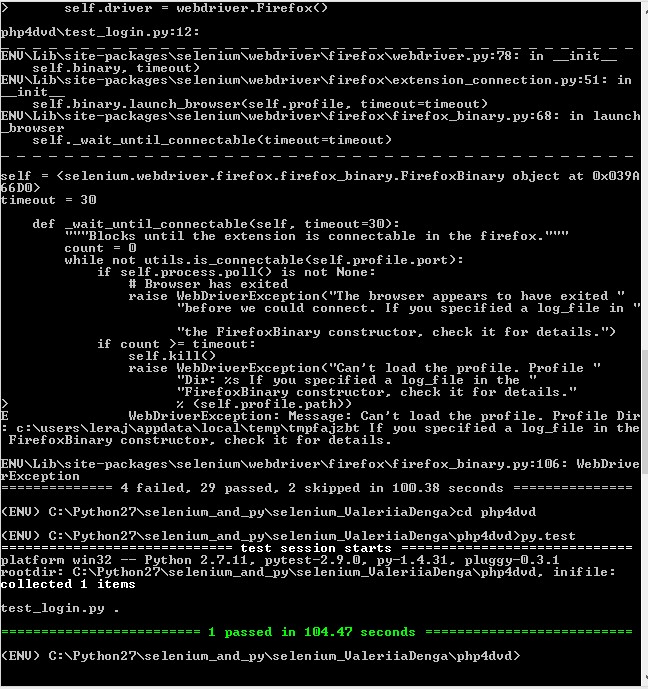 >       self.driver = webdriver.Firefox()
php4dvd\test_login.py:12:
_ _ _ _ _ _ _ _ _ _ _ _ _ _ _ _ _ _ _ _ _ _ _ _ _ _ _ _ _ _ _ _ _ _ _ _ _ _ _ _
ENV\Lib\site-packages\selenium\webdriver\firefox\webdriver.py:78: in __init__
    self.binary, timeout)
ENV\Lib\site-packages\selenium\webdriver\firefox\extension_connection.py:51: in
__init__
    self.binary.launch_browser(self.profile, timeout=timeout)
ENV\Lib\site-packages\selenium\webdriver\firefox\firefox_binary.py:68: in launch
_browser
    self._wait_until_connectable(timeout=timeout)
_ _ _ _ _ _ _ _ _ _ _ _ _ _ _ _ _ _ _ _ _ _ _ _ _ _ _ _ _ _ _ _ _ _ _ _ _ _ _ _
self = <selenium.webdriver.firefox.firefox_binary.FirefoxBinary object at 0x039A
66D0>
timeout = 30
    def _wait_until_connectable(self, timeout=30):
        """Blocks until the extension is connectable in the firefox."""
        count = 0
        while not utils.is_connectable(self.profile.port):
            if self.process.poll() is not None:
                # Browser has exited
                raise WebDriverException("The browser appears to have exited "
                      "before we could connect. If you specified a log_file in "
                      "the FirefoxBinary constructor, check it for details.")
            if count >= timeout:
                self.kill()
                raise WebDriverException("Can't load the profile. Profile "
                      "Dir: %s If you specified a log_file in the "
                      "FirefoxBinary constructor, check it for details."
>                     % (self.profile.path))
E               WebDriverException: Message: Can't load the profile. Profile Dir
: c:\users\leraj\appdata\local\temp\tmpfajzbt If you specified a log_file in the
 FirefoxBinary constructor, check it for details.
ENV\Lib\site-packages\selenium\webdriver\firefox\firefox_binary.py:106: WebDrive
rException
============== 4 failed, 29 passed, 2 skipped in 100.38 seconds ===============
(ENV) C:\Python27\selenium_and_py\selenium_ValeriiaDenga>cd php4dvd
(ENV) C:\Python27\selenium_and_py\selenium_ValeriiaDenga\php4dvd>py.test
============================= test session starts =============================
platform win32 -- Python 2.7.11, pytest-2.9.0, py-1.4.31, pluggy-0.3.1
rootdir: C:\Python27\selenium_and_py\selenium_ValeriiaDenga\php4dvd, inifile:
collected 1 items
test_login.py .
========================= 1 passed in 104.47 seconds ==========================
(ENV) C:\Python27\selenium_and_py\selenium_ValeriiaDenga\php4dvd>